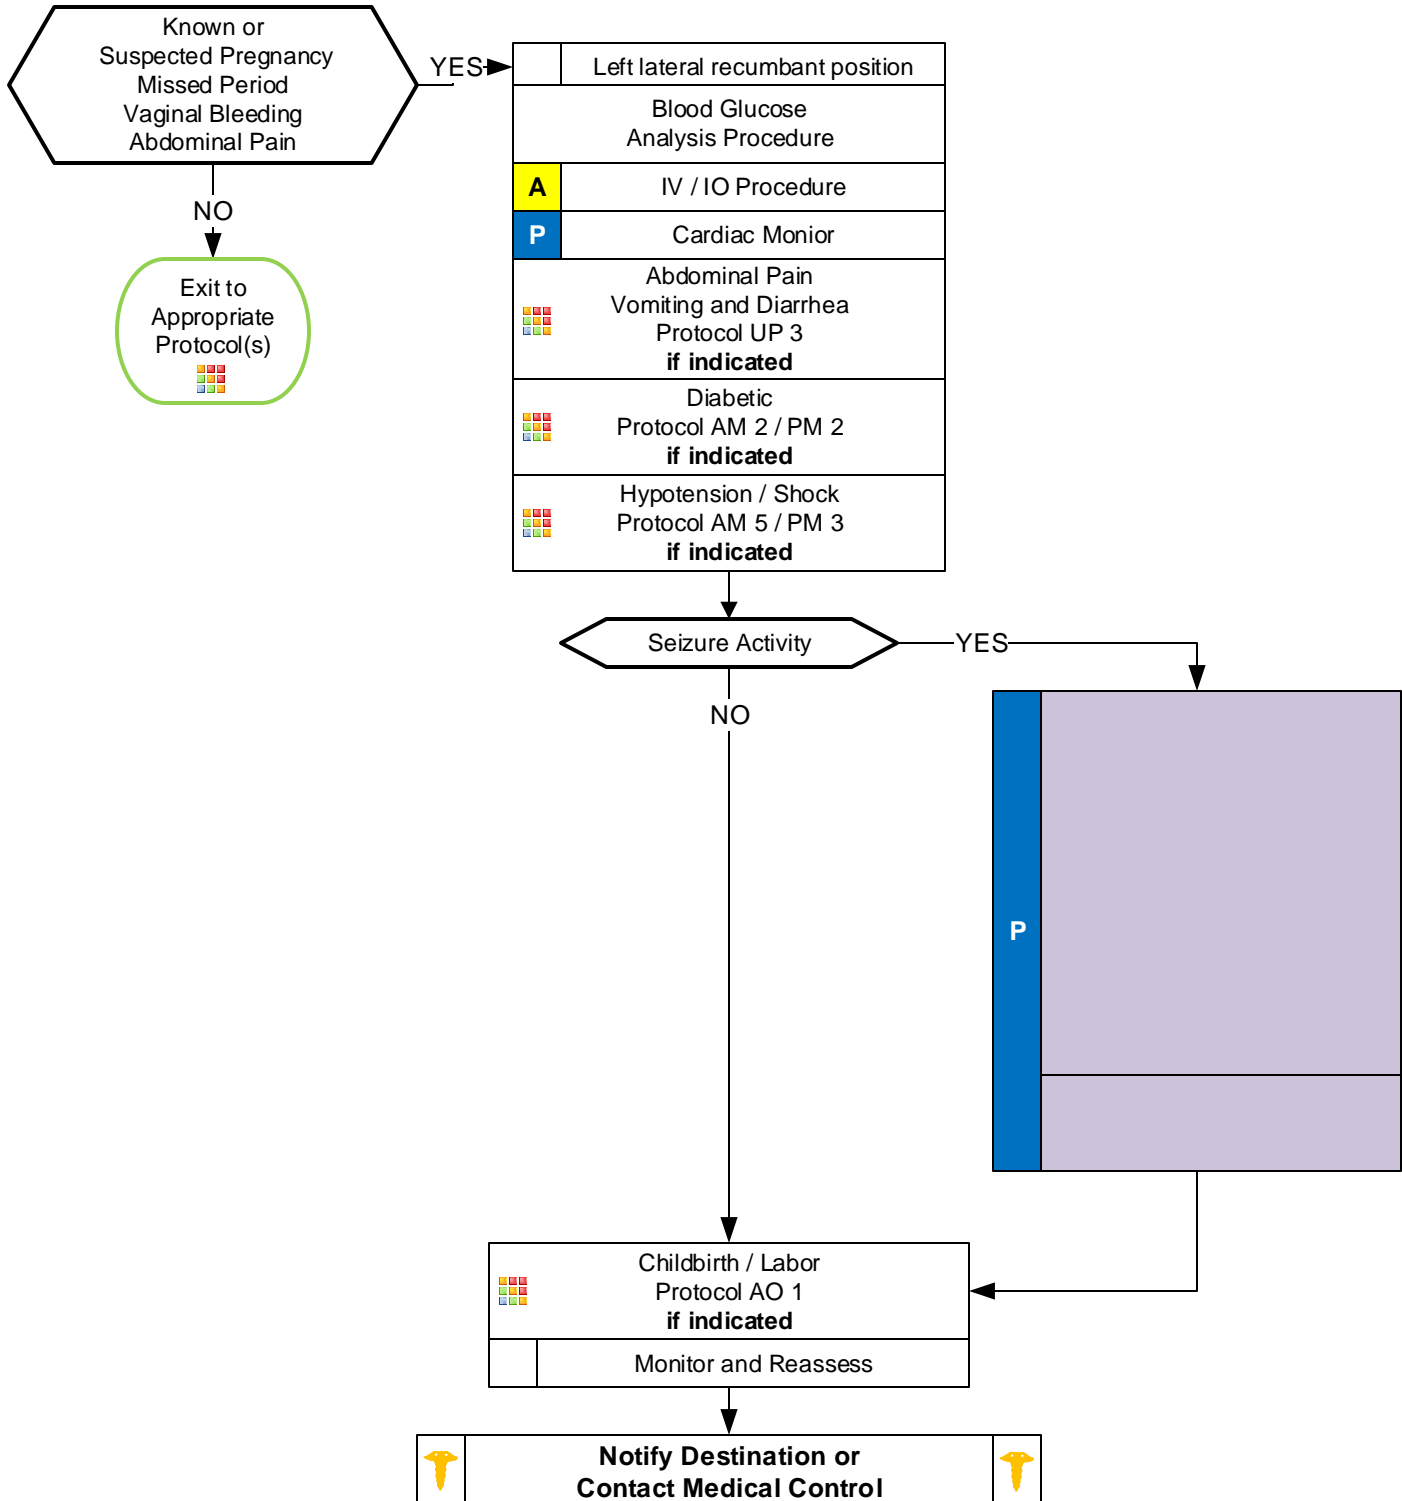 Known or
Suspected Pregnancy
Missed Period
Vaginal Bleeding
Abdominal Pain
YES
NO
Exit to
Appropriate
Protocol(s)
Left lateral recumbant position
Blood Glucose
Analysis Procedure
A
IV / IO Procedure
P
Cardiac Monior
Abdominal Pain
Vomiting and Diarrhea
Protocol UP 3
if indicated
Diabetic
Protocol AM 2 / PM 2
if indicated
Hypotension / Shock
Protocol AM 5 / PM 3
if indicated
Seizure Activity
YES
NO
P
Childbirth / Labor
Protocol AO 1
if indicated
Monitor and Reassess
Notify Destination or
Contact Medical Control